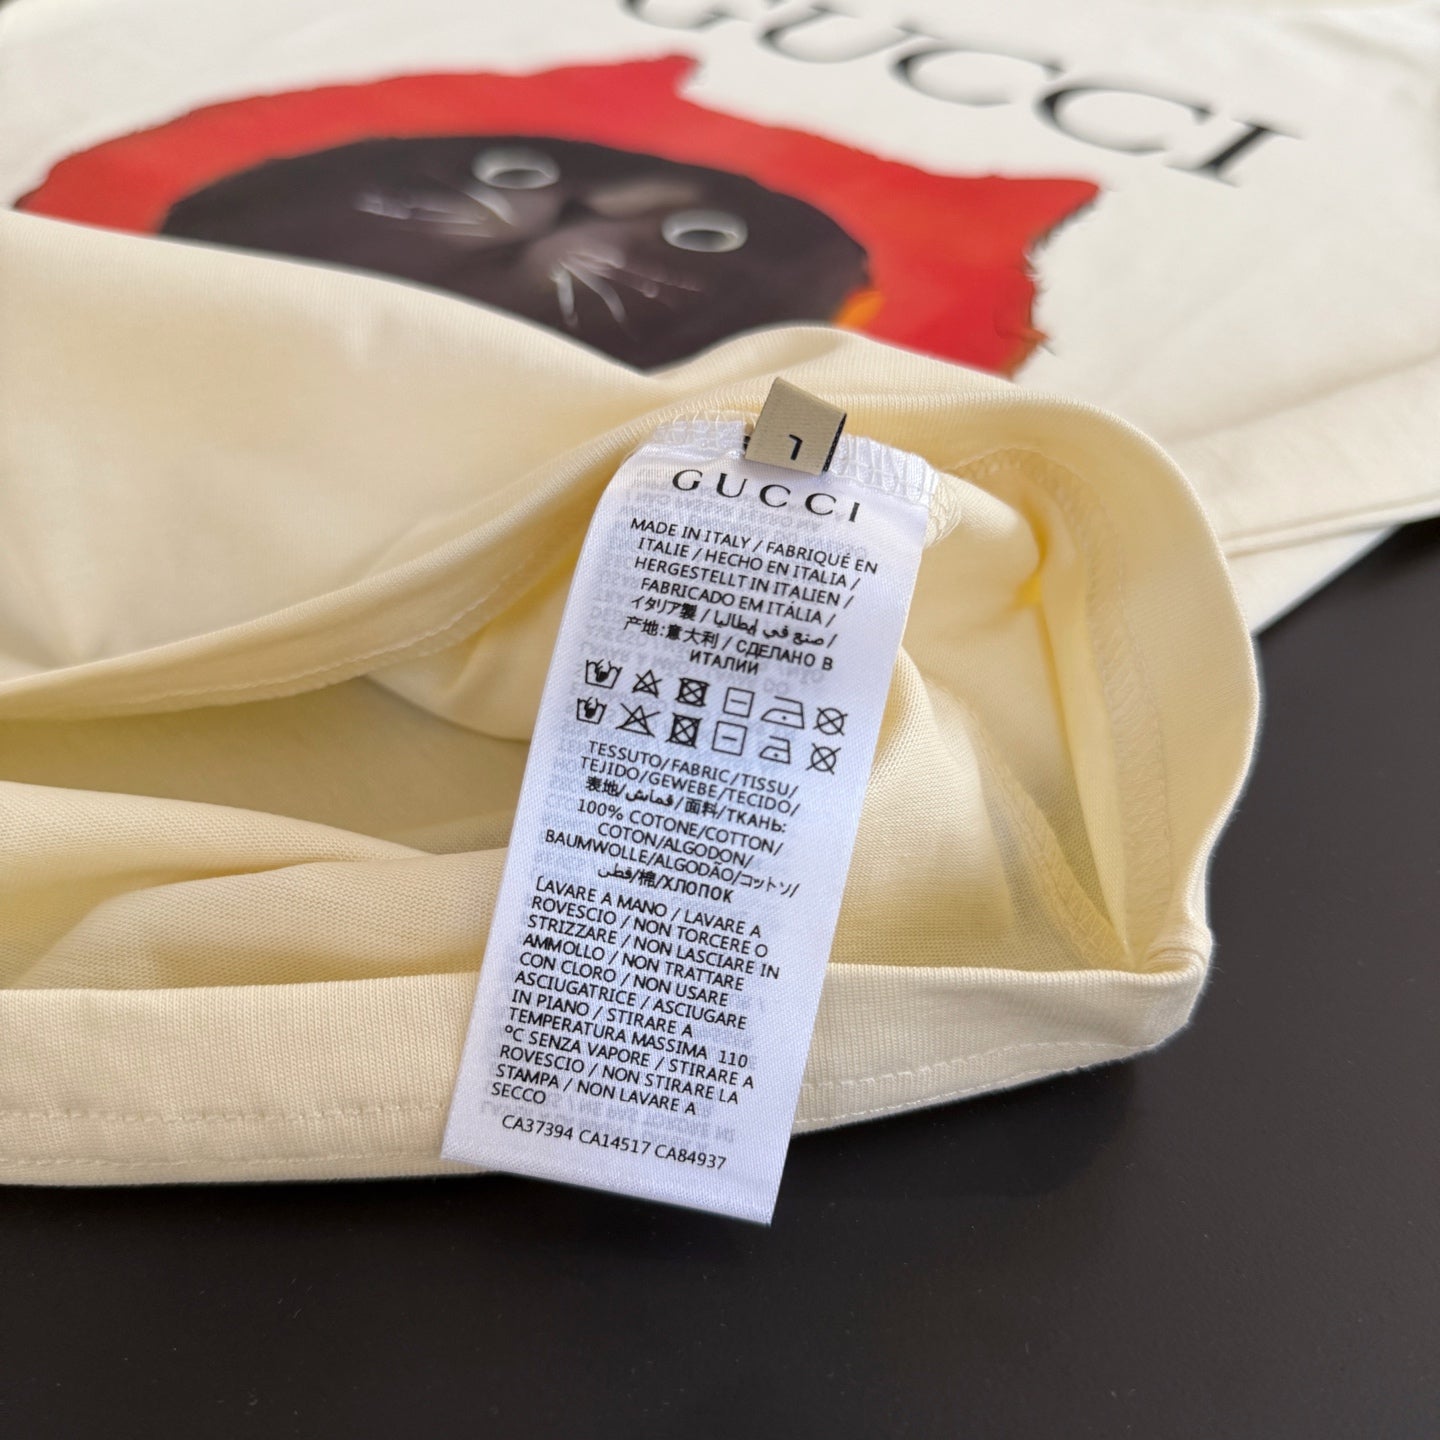 GUCCI
L
GUCCI
MADE IN ITALY / FABRIQUÉ EN
ITALIE / HECHO EN ITALIA /
HERGESTELLT IN ITALIEN /
FABRICADO EM ITÁLIA /
イタリア製 / صنع في إيطاليا /
产地:意大利 / СДЕЛАНО В
ИТАЛИИ
TESSUTO/FABRIC/TISSU/
TEJIDO/GEWEBE/TECIDO/
表地/قماش/面料/ТКАНЬ:
100% COTONE/COTTON/
COTON/ALGODON/
BAUMWOLLE/ALGODÃO/コットン/
قطن/棉/ХЛОПОК
LAVARE A MANO / LAVARE A
ROVESCIO / NON TORCERE O
STRIZZARE / NON LASCIARE IN
AMMOLLO / NON TRATTARE
CON CLORO / NON USARE
ASCIUGATRICE / ASCIUGARE
IN PIANO / STIRARE A
TEMPERATURA MASSIMA 110
°C SENZA VAPORE / STIRARE A
ROVESCIO / NON STIRARE LA
STAMPA / NON LAVARE A
SECCO
CA37394 CA14517 CA84937